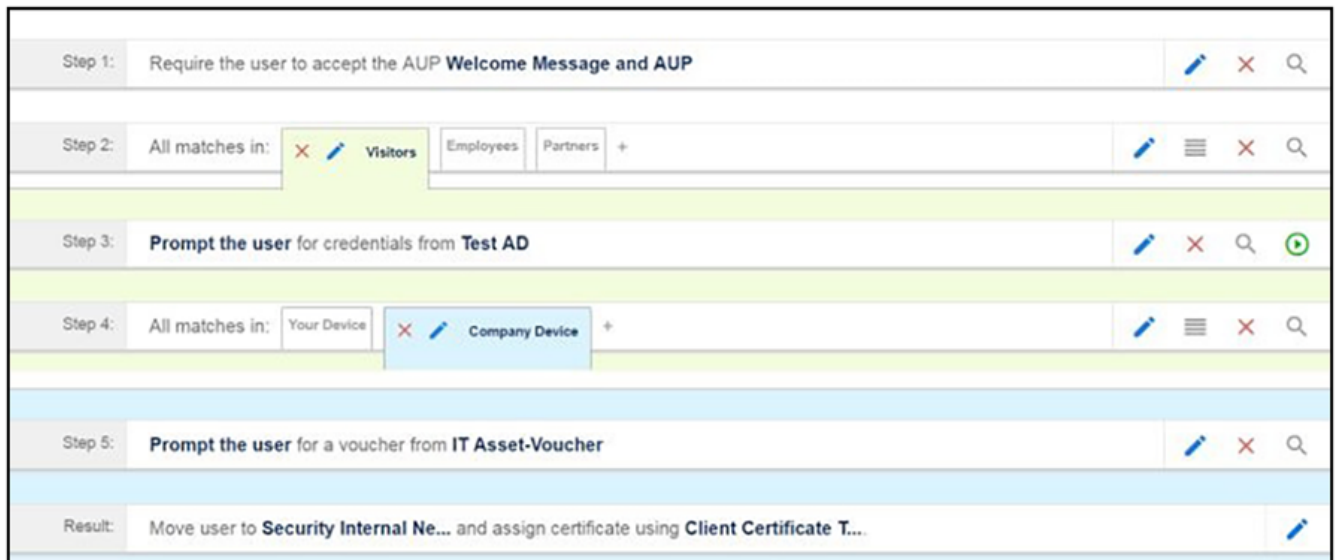 Step 1: Require the user to accept the AUP Welcome Message and AUP
Step 2: All matches in: Visitors Employees Partners +
Step 3: Prompt the user for credentials from Test AD
Step 4: All matches in: Your Device Company Device +
Step 5: Prompt the user for a voucher from IT Asset-Voucher
Result: Move user to Security Internal Ne... and assign certificate using Client Certificate T....